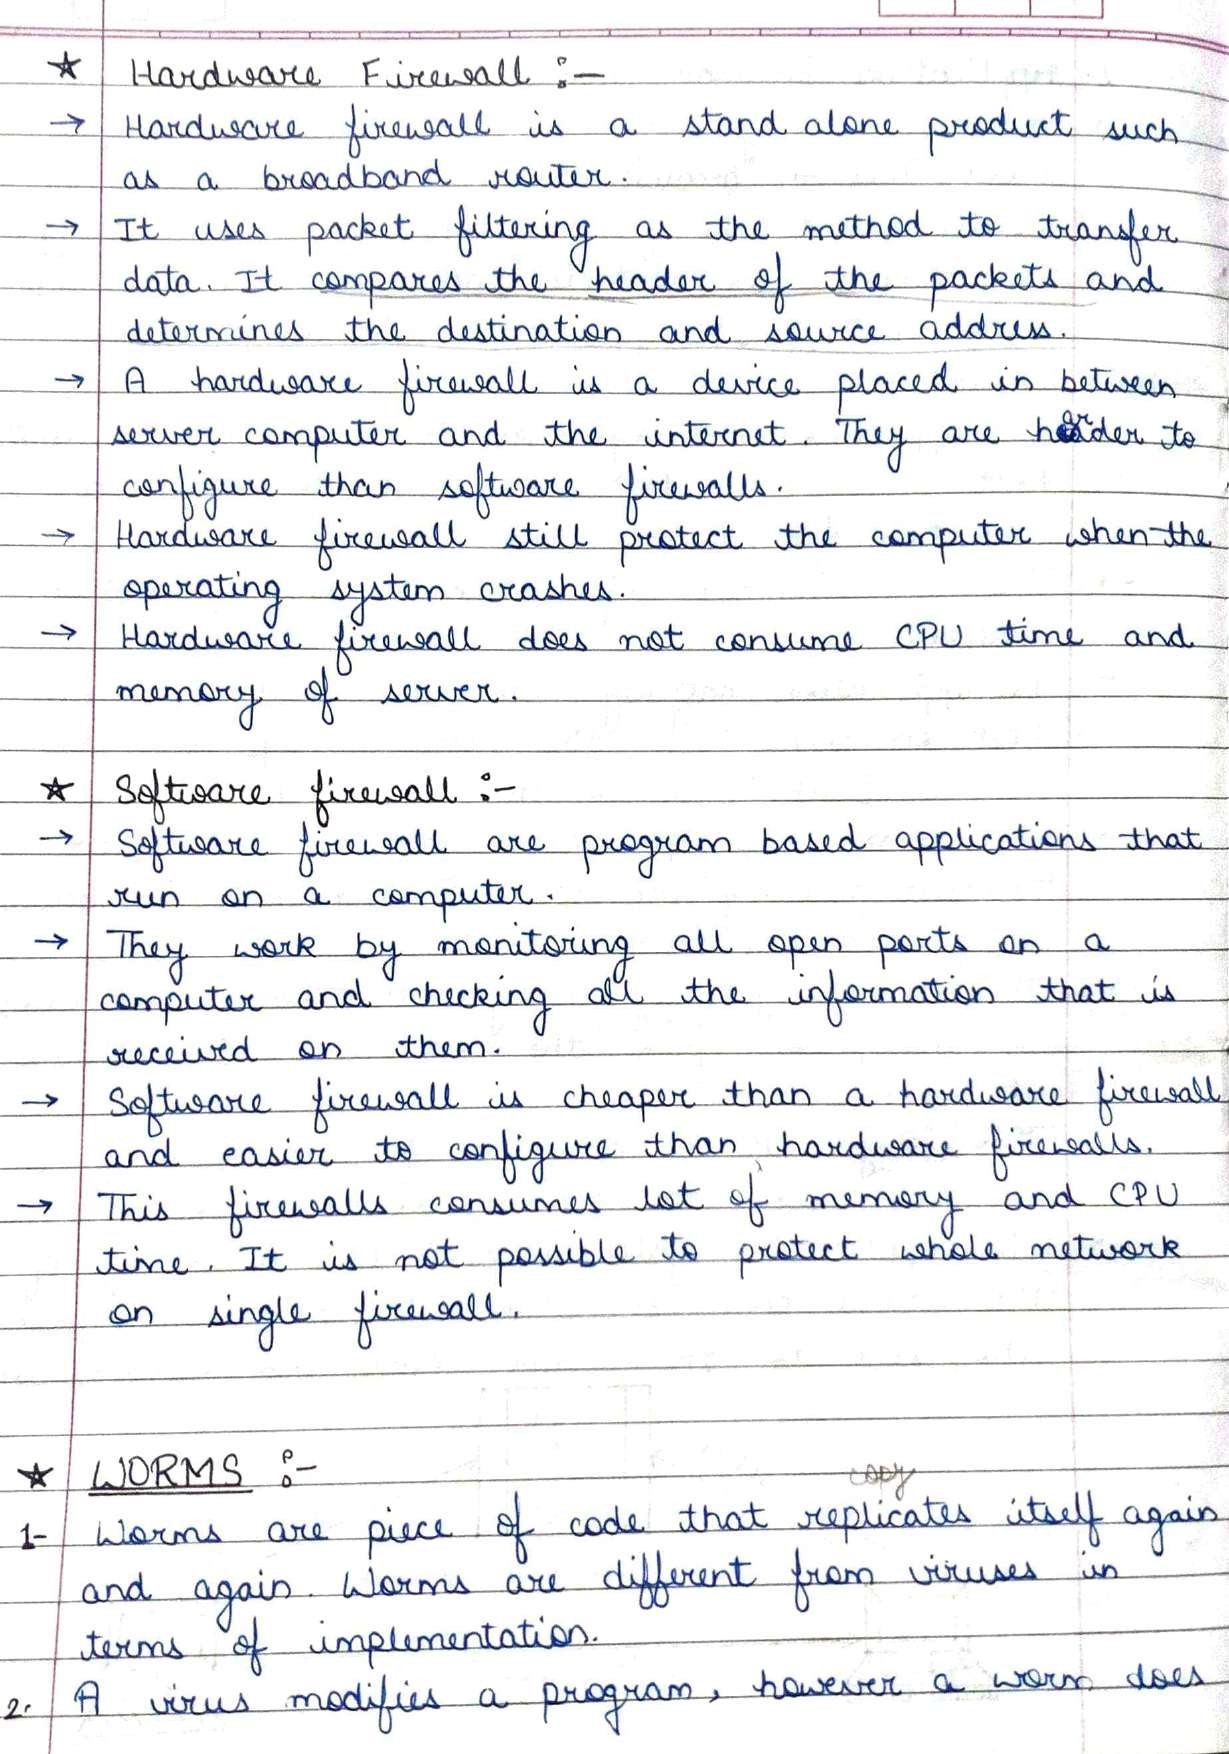 ★ Hardware Firewall :-
→ Hardware firewall is a stand alone product such
as a broadband router.
→ It uses packet filtering as the method to transfer
data. It compares the header of the packets and
determines the destination and source address.
→ A hardware firewall is a device placed in between
server computer and the internet. They are harder to
configure than software firewalls.
→ Hardware firewall still protect the computer when the
operating system crashes.
→ Hardware firewall does not consume CPU time and
memory of server.
★ Software firewall :-
→ Software firewall are program based applications that
run on a computer.
→ They work by monitoring all open ports on a
computer and checking all the information that is
received on them.
→ Software firewall is cheaper than a hardware firewall
and easier to configure than hardware firewalls.
→ This firewalls consumes lot of memory and CPU
time. It is not possible to protect whole network
on single firewall.
★ WORMS :-
copy
1- Worms are piece of code that replicates itself again
and again. Worms are different from viruses in
terms of implementation.
2. A virus modifies a program, however a worm does